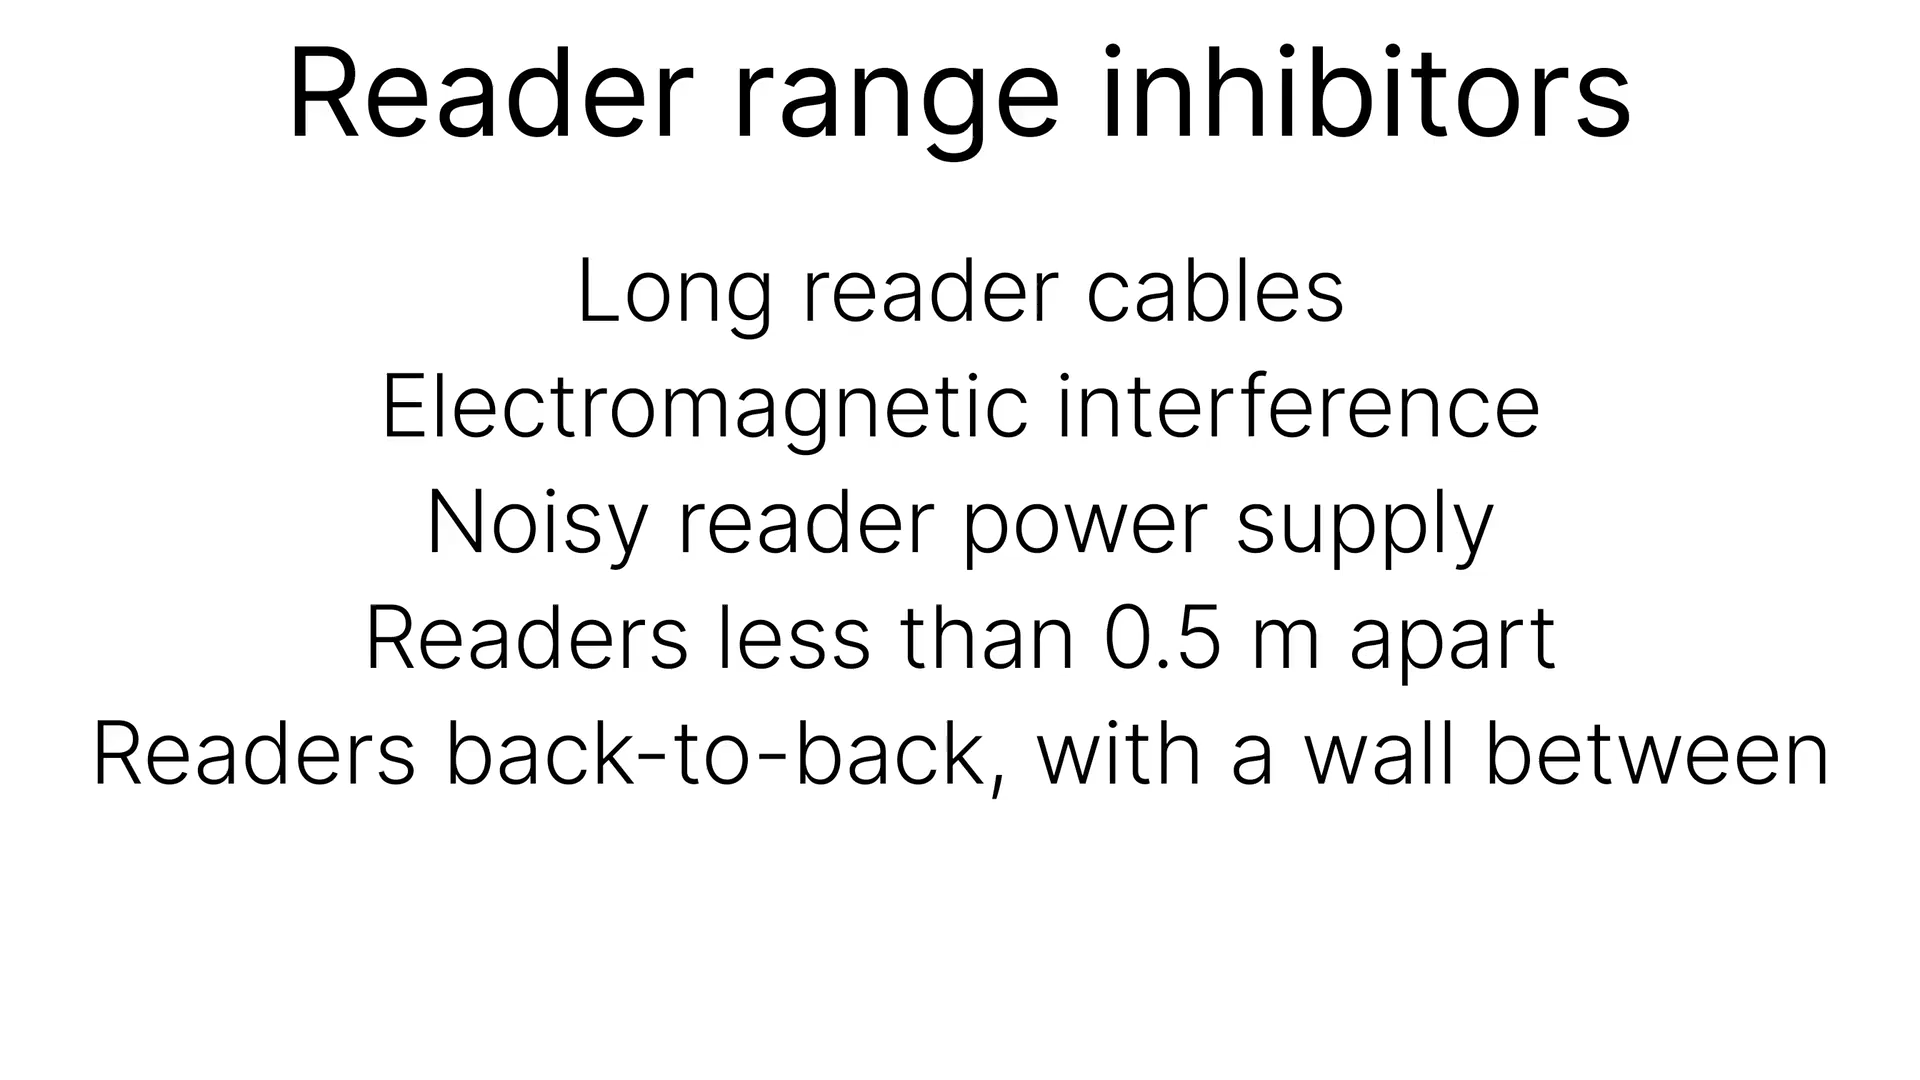 Reader range inhibitors
Long reader cables
Electromagnetic interference
Noisy reader power supply
Readers less than 0.5 m apart
Readers back-to-back, with a wall between